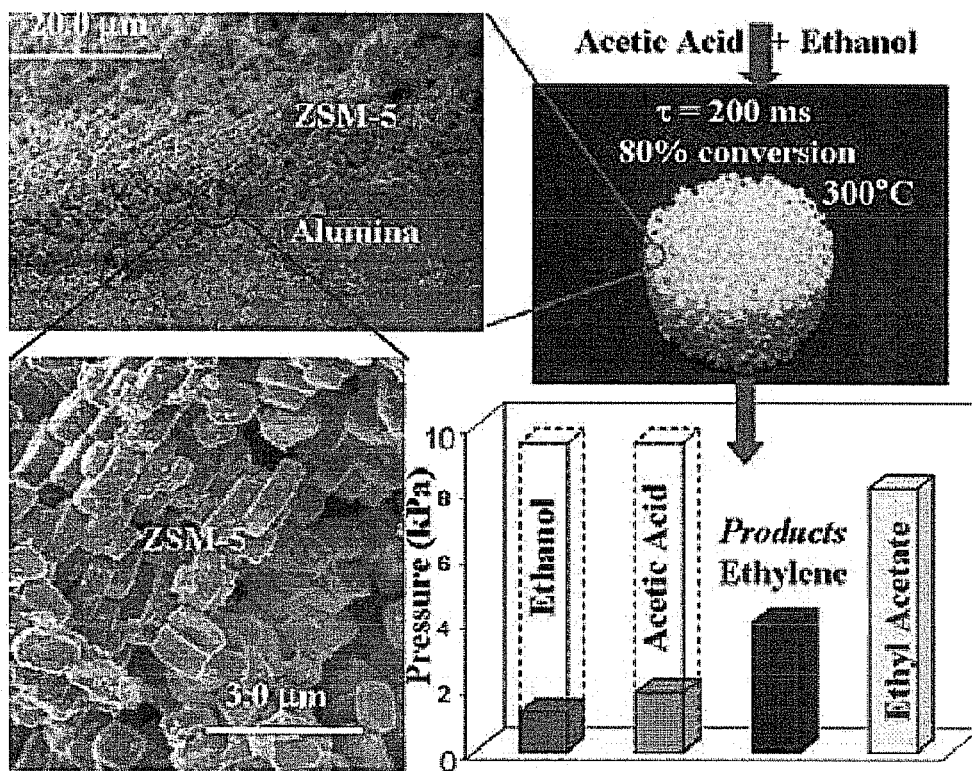 20.0 μm
ZSM-5
Alumina
Acetic Acid + Ethanol
τ = 200 ms
80% conversion
300°C
ZSM-5
3.0 μm
Pressure (kPa)
10
8
6
4
2
0
Ethanol
Acetic Acid
Products
Ethylene
Ethyl Acetate